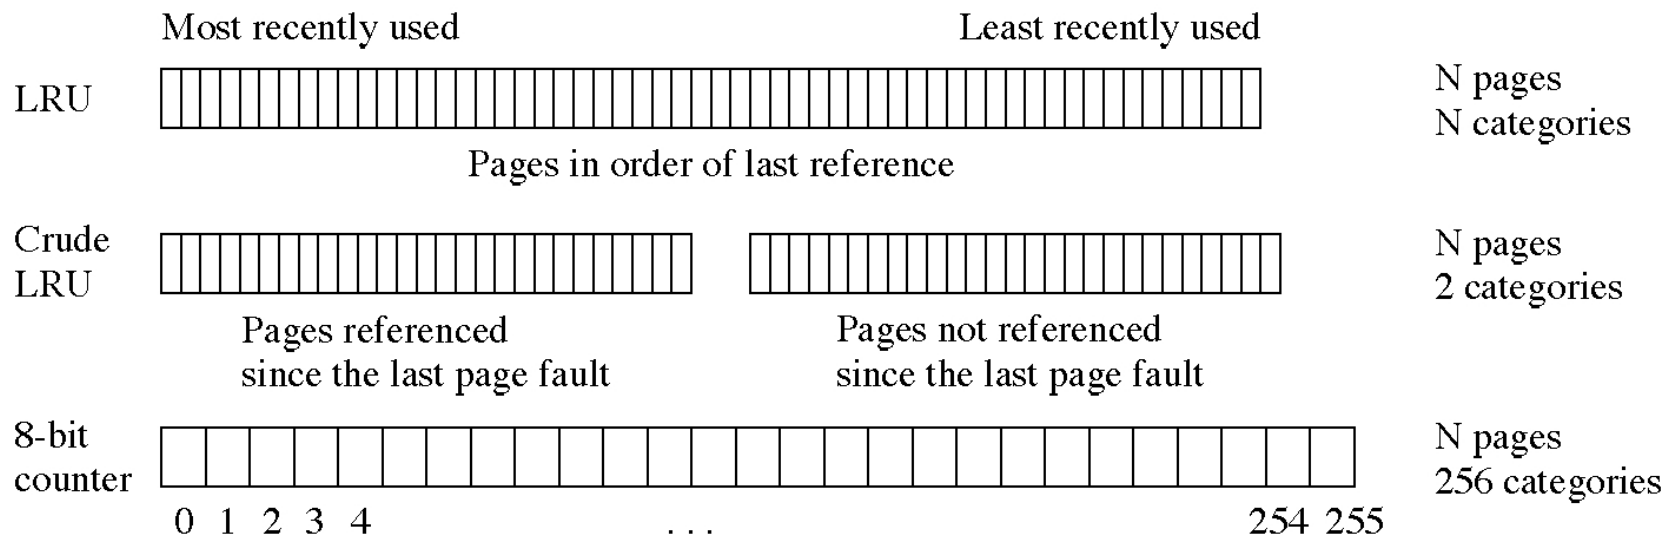 Most recently used Least recently used
LRU
N pages
N categories
Pages in order of last reference
Crude
LRU
N pages
2 categories
Pages referenced
since the last page fault
Pages not referenced
since the last page fault
8-bit
counter
N pages
256 categories
0 1 2 3 4 . . . 254 255